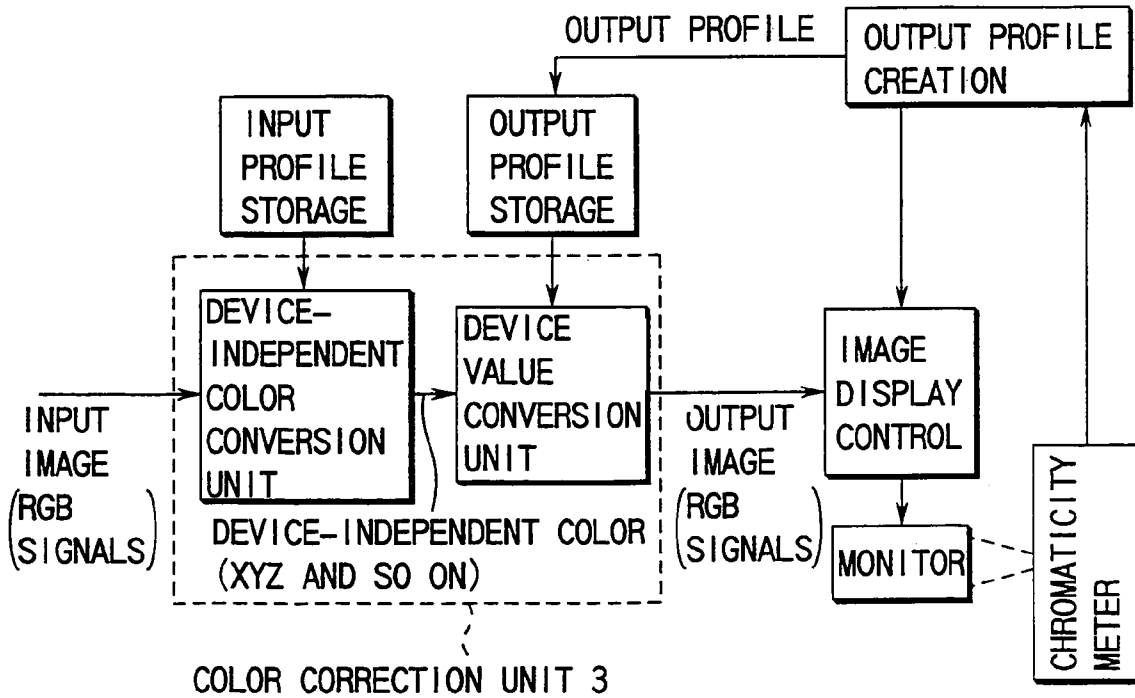 OUTPUT PROFILE
OUTPUT PROFILE
CREATION
INPUT
PROFILE
STORAGE
OUTPUT
PROFILE
STORAGE
DEVICE-
INDEPENDENT
COLOR
CONVERSION
UNIT
DEVICE
VALUE
CONVERSION
UNIT
IMAGE
DISPLAY
CONTROL
INPUT
IMAGE
(RGB
SIGNALS)
OUTPUT
IMAGE
(RGB
SIGNALS)
DEVICE-INDEPENDENT COLOR
(XYZ AND SO ON)
MONITOR
CHROMATICITY
METER
COLOR CORRECTION UNIT 3